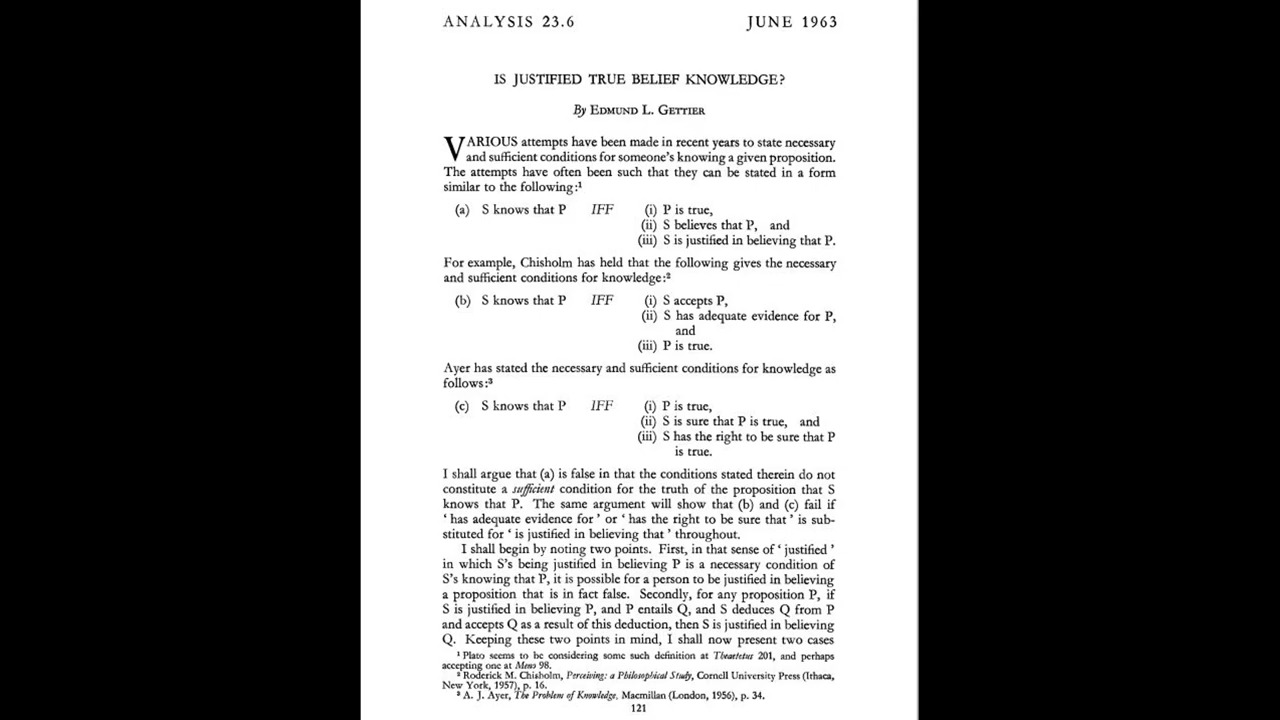 ANALYSIS 23.6 JUNE 1963
IS JUSTIFIED TRUE BELIEF KNOWLEDGE?
By EDMUND L. GETTIER
VARIOUS attempts have been made in recent years to state necessary
and sufficient conditions for someone's knowing a given proposition.
The attempts have often been such that they can be stated in a form
similar to the following:¹
(a) S knows that P IFF (i) P is true,
(ii) S believes that P, and
(iii) S is justified in believing that P.
For example, Chisholm has held that the following gives the necessary
and sufficient conditions for knowledge:²
(b) S knows that P IFF (i) S accepts P,
(ii) S has adequate evidence for P,
and
(iii) P is true.
Ayer has stated the necessary and sufficient conditions for knowledge as
follows:³
(c) S knows that P IFF (i) P is true,
(ii) S is sure that P is true, and
(iii) S has the right to be sure that P
is true.
I shall argue that (a) is false in that the conditions stated therein do not
constitute a sufficient condition for the truth of the proposition that S
knows that P. The same argument will show that (b) and (c) fail if
' has adequate evidence for ' or ' has the right to be sure that ' is sub-
stituted for ' is justified in believing that ' throughout.
I shall begin by noting two points. First, in that sense of ' justified '
in which S's being justified in believing P is a necessary condition of
S's knowing that P, it is possible for a person to be justified in believing
a proposition that is in fact false. Secondly, for any proposition P, if
S is justified in believing P, and P entails Q, and S deduces Q from P
and accepts Q as a result of this deduction, then S is justified in believing
Q. Keeping these two points in mind, I shall now present two cases
¹ Plato seems to be considering some such definition at Theaetetus 201, and perhaps
accepting one at Meno 98.
² Roderick M. Chisholm, Perceiving: a Philosophical Study, Cornell University Press (Ithaca,
New York, 1957), p. 16.
³ A. J. Ayer, The Problem of Knowledge, Macmillan (London, 1956), p. 34.
121